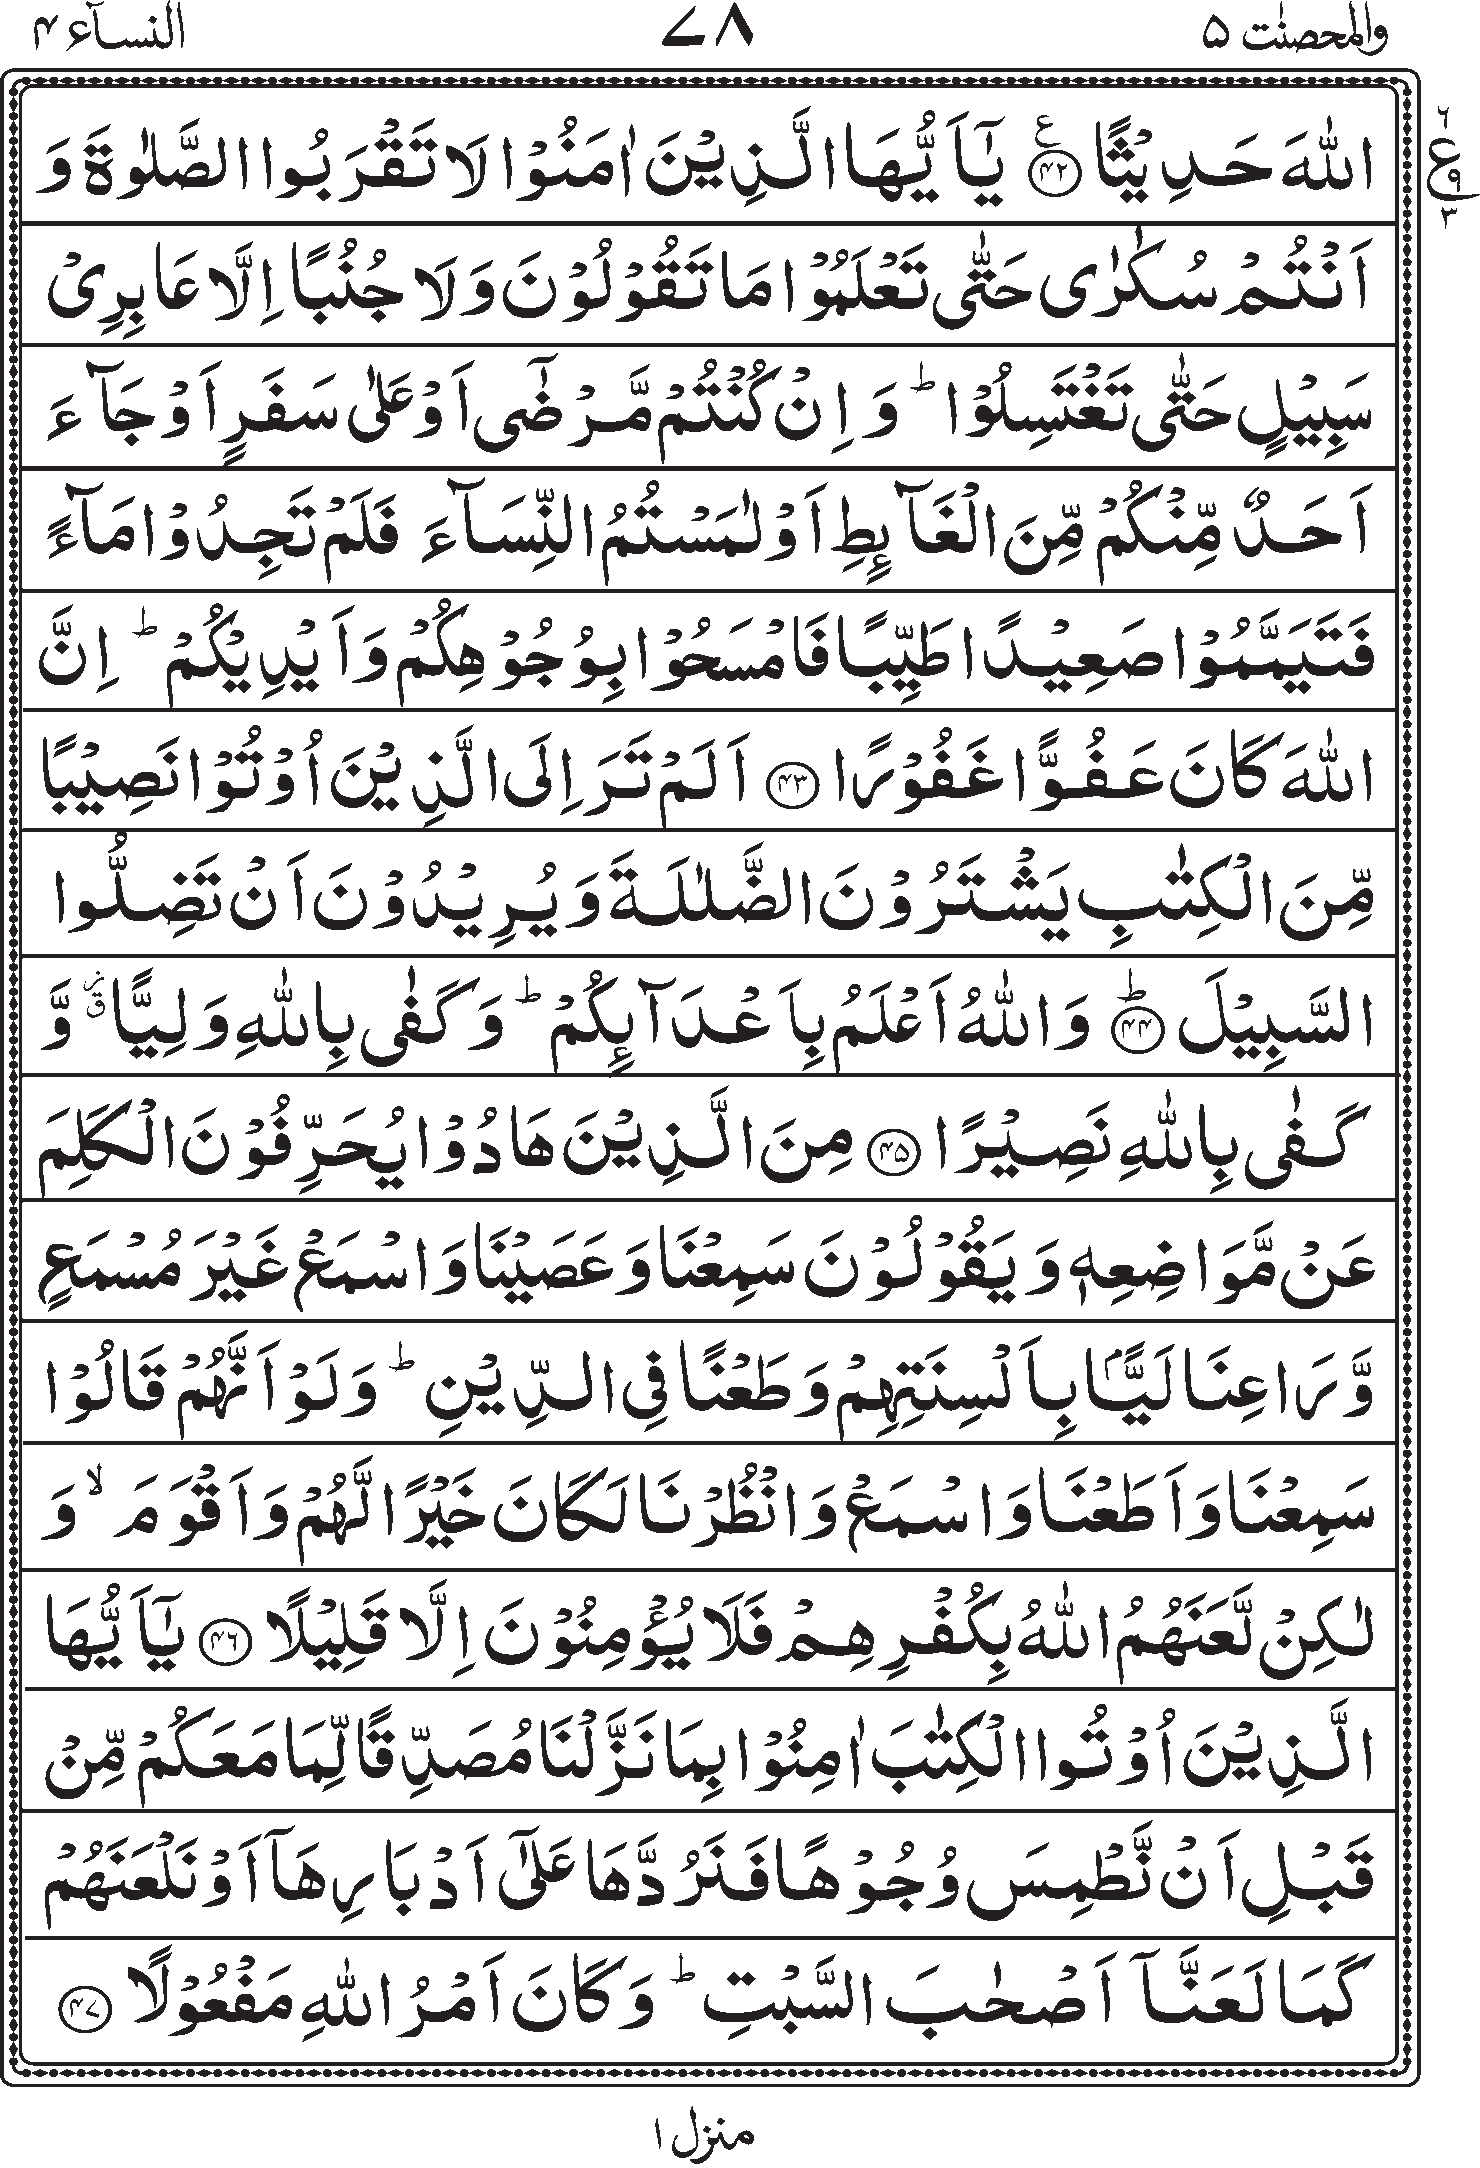 والمحصنٰت ۵ ۷۸ النسآء ۴
اللّٰهَ حَدِيْثًا ۴۲ ع يٰۤاَيُّهَا الَّذِيْنَ اٰمَنُوْا لَا تَقْرَبُوا الصَّلٰوةَ وَ
۶ ع ۹ ۳
اَنْتُمْ سُكٰرٰى حَتّٰى تَعْلَمُوْا مَا تَقُوْلُوْنَ وَلَا جُنُبًا اِلَّا عَابِرِىْ
سَبِيْلٍ حَتّٰى تَغْتَسِلُوْا ؕ وَ اِنْ كُنْتُمْ مَّرْضٰۤى اَوْ عَلٰى سَفَرٍ اَوْ جَآءَ
اَحَدٌ مِّنْكُمْ مِّنَ الْغَآىِٕطِ اَوْ لٰمَسْتُمُ النِّسَآءَ فَلَمْ تَجِدُوْا مَآءً
فَتَيَمَّمُوْا صَعِيْدًا طَيِّبًا فَامْسَحُوْا بِوُجُوْهِكُمْ وَ اَيْدِيْكُمْ ؕ اِنَّ
اللّٰهَ كَانَ عَفُوًّا غَفُوْرًا ۴۳ اَلَمْ تَرَ اِلَى الَّذِيْنَ اُوْتُوْا نَصِيْبًا
مِّنَ الْكِتٰبِ يَشْتَرُوْنَ الضَّلٰلَةَ وَ يُرِيْدُوْنَ اَنْ تَضِلُّوا
السَّبِيْلَ ۴۴ؕ وَ اللّٰهُ اَعْلَمُ بِاَعْدَآىِٕكُمْ ؕ وَ كَفٰى بِاللّٰهِ وَلِيًّا ۗۙ وَّ
كَفٰى بِاللّٰهِ نَصِيْرًا ۴۵ مِنَ الَّذِيْنَ هَادُوْا يُحَرِّفُوْنَ الْكَلِمَ
عَنْ مَّوَاضِعِهٖ وَ يَقُوْلُوْنَ سَمِعْنَا وَ عَصَيْنَا وَ اسْمَعْ غَيْرَ مُسْمَعٍ
وَّ رَاعِنَا لَيًّۢا بِاَلْسِنَتِهِمْ وَ طَعْنًا فِى الدِّيْنِ ؕ وَ لَوْ اَنَّهُمْ قَالُوْا
سَمِعْنَا وَ اَطَعْنَا وَ اسْمَعْ وَ انْظُرْنَا لَكَانَ خَيْرًا لَّهُمْ وَ اَقْوَمَ ۙ وَ
لٰكِنْ لَّعَنَهُمُ اللّٰهُ بِكُفْرِهِمْ فَلَا يُؤْمِنُوْنَ اِلَّا قَلِيْلًا ۴۶ يٰۤاَيُّهَا
الَّذِيْنَ اُوْتُوا الْكِتٰبَ اٰمِنُوْا بِمَا نَزَّلْنَا مُصَدِّقًا لِّمَا مَعَكُمْ مِّنْ
قَبْلِ اَنْ نَّطْمِسَ وُجُوْهًا فَنَرُدَّهَا عَلٰۤى اَدْبَارِهَاۤ اَوْ نَلْعَنَهُمْ
كَمَا لَعَنَّاۤ اَصْحٰبَ السَّبْتِ ؕ وَ كَانَ اَمْرُ اللّٰهِ مَفْعُوْلًا ۴۷
منزل ۱